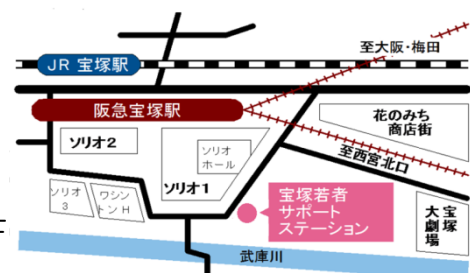 至大阪・梅田
JR 宝塚駅
阪急宝塚駅
花のみち
商店街
ソリオ2
ソリオ
ホール
至西宮北口
ソリオ1
ソリオ
3
ワシン
トンH
宝塚若者
サポート
ステーション
宝塚
大劇場
武庫川